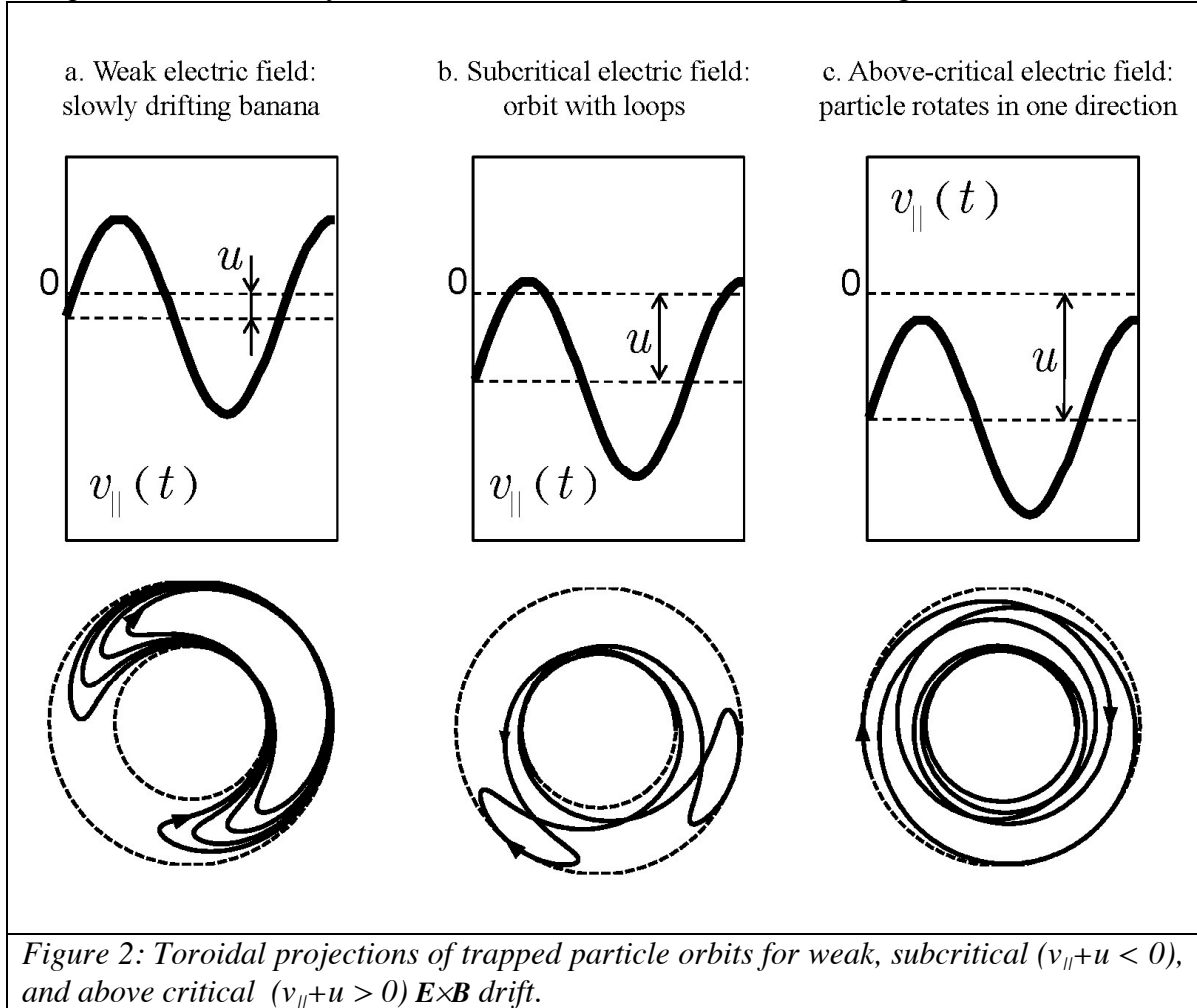 a. Weak electric field:
slowly drifting banana
b. Subcritical electric field:
orbit with loops
c. Above-critical electric field:
particle rotates in one direction
0
u
v||(t)
0
u
v||(t)
v||(t)
0
u
Figure 2: Toroidal projections of trapped particle orbits for weak, subcritical (v||+u < 0),
and above critical (v||+u > 0) E×B drift.